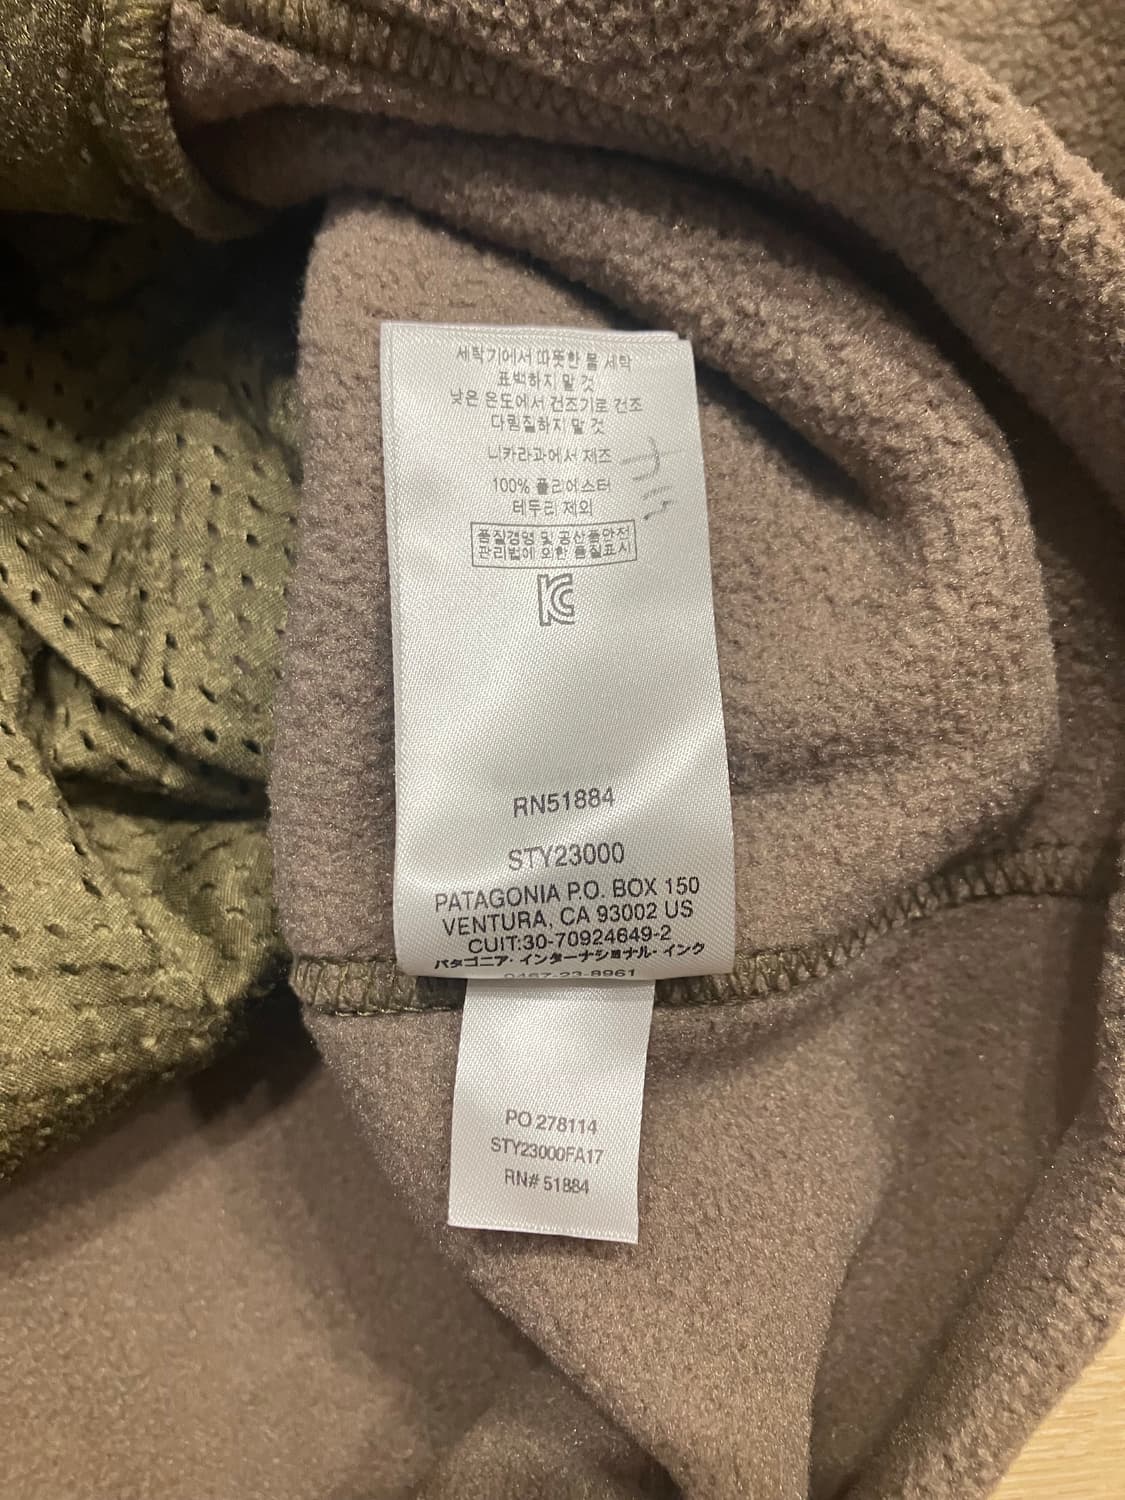 세탁기에서 따뜻한 물 세탁
표백하지 말 것
낮은 온도에서 건조기로 건조
다림질하지 말 것
니카라과에서 제조
100% 폴리에스터
테두리 제외
품질경영 및 공산품안전
관리법에 의한 품질표시
RN51884
STY23000
PATAGONIA P.O. BOX 150
VENTURA, CA 93002 US
CUIT:30-70924649-2
パタゴニア・インターナショナル・インク
0467-23-8961
PO 278114
STY23000FA17
RN# 51884